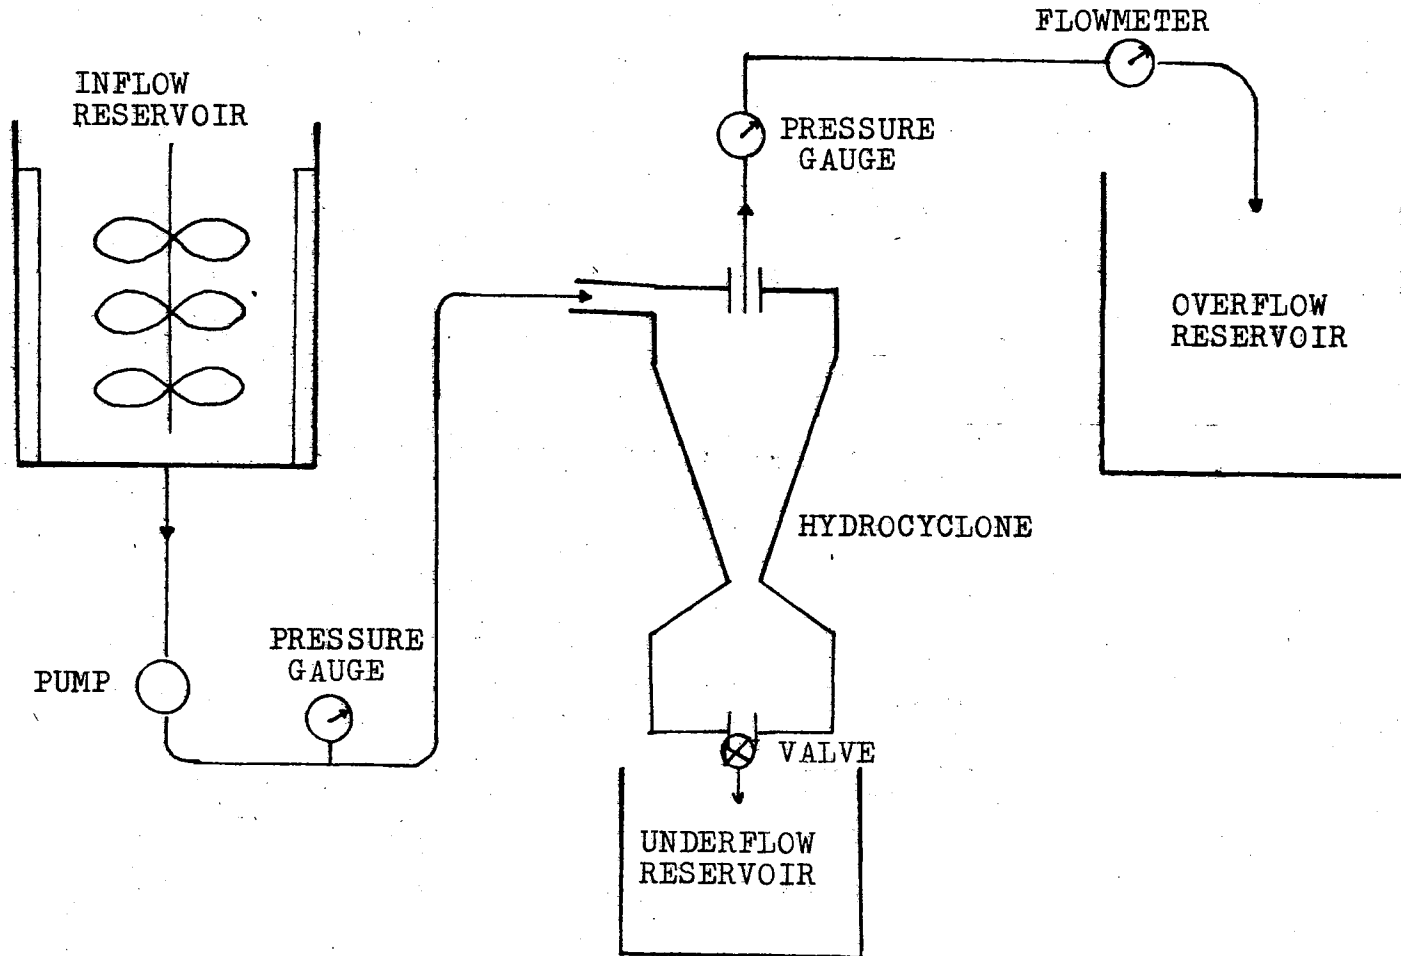 FLOWMETER
INFLOW
RESERVOIR
PRESSURE
GAUGE
OVERFLOW
RESERVOIR
HYDROCYCLONE
PRESSURE
GAUGE
PUMP
VALVE
UNDERFLOW
RESERVOIR